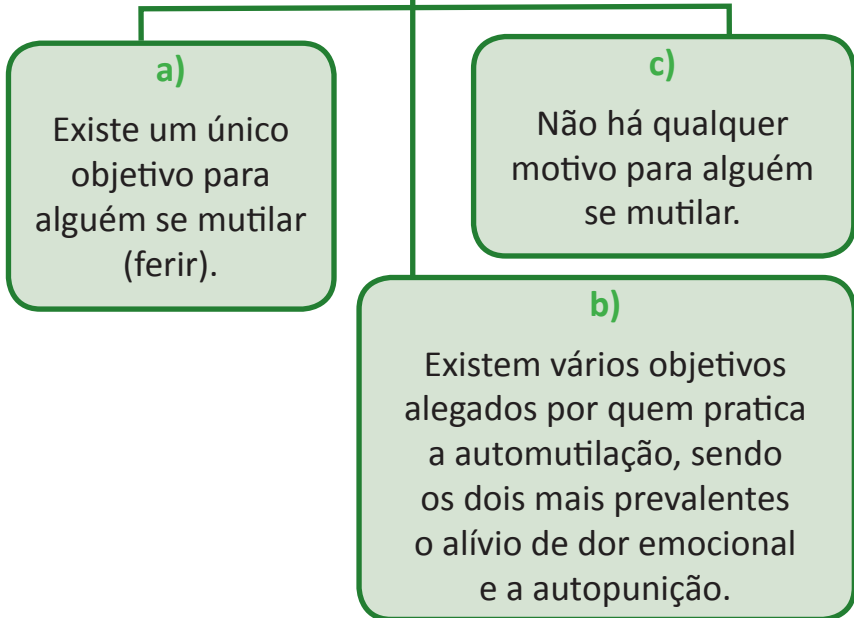 a)
Existe um único
objetivo para
alguém se mutilar
(ferir).
c)
Não há qualquer
motivo para alguém
se mutilar.
b)
Existem vários objetivos
alegados por quem pratica
a automutilação, sendo
os dois mais prevalentes
o alívio de dor emocional
e a autopunição.